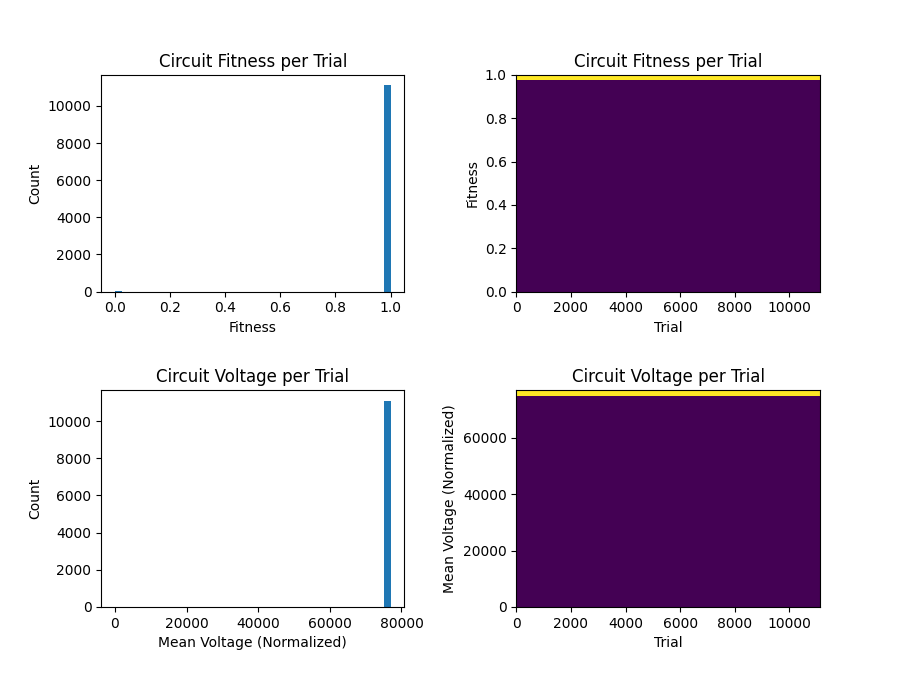 Circuit Fitness per Trial
Count
10000
8000
6000
4000
2000
0
0.0 0.2 0.4 0.6 0.8 1.0
Fitness
Circuit Fitness per Trial
Fitness
1.0
0.8
0.6
0.4
0.2
0.0
0 2000 4000 6000 8000 10000
Trial
Circuit Voltage per Trial
Count
10000
8000
6000
4000
2000
0
0 20000 40000 60000 80000
Mean Voltage (Normalized)
Circuit Voltage per Trial
Mean Voltage (Normalized)
60000
40000
20000
0
0 2000 4000 6000 8000 10000
Trial